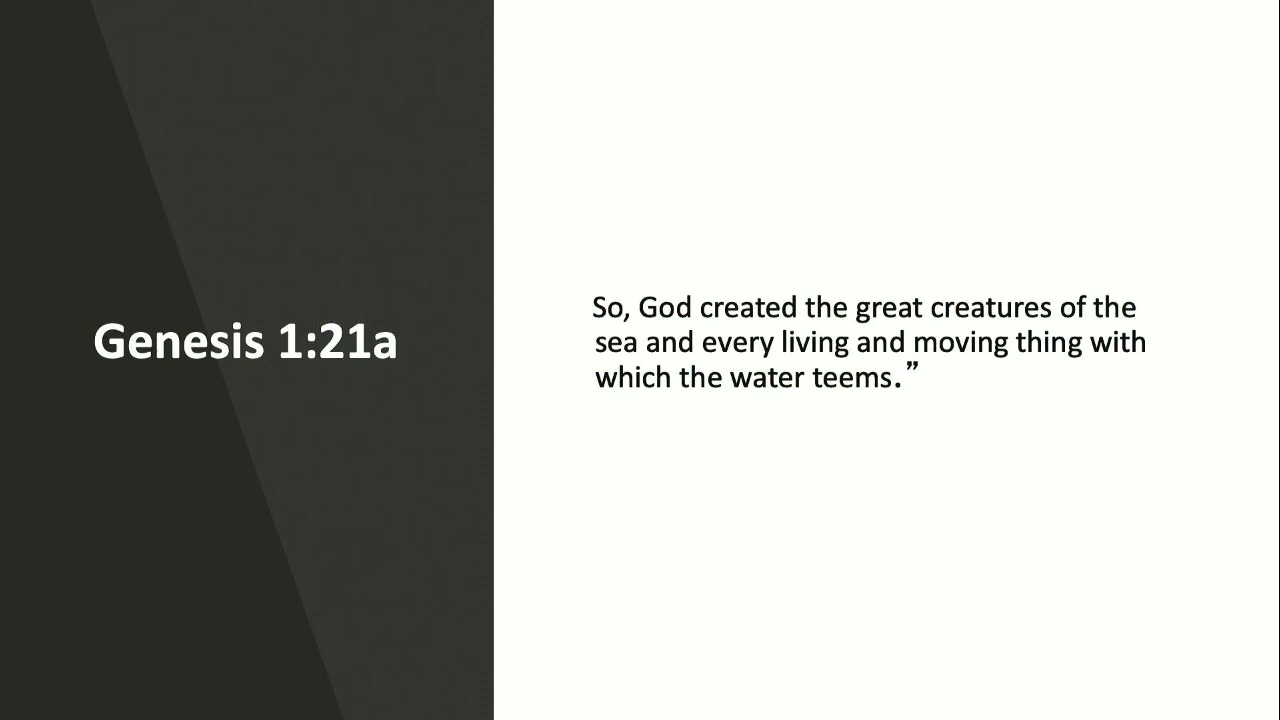 Genesis 1:21a
So, God created the great creatures of the
sea and every living and moving thing with
which the water teems.”